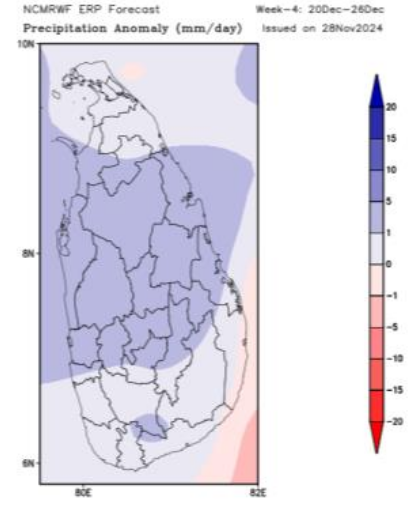 NCMRWF ERP Forecast Week-4: 20Dec-26Dec
Precipitation Anomaly (mm/day) Issued on 28Nov2024
10N
8N
6N
80E 82E
20
15
10
5
1
0
-1
-5
-10
-15
-20